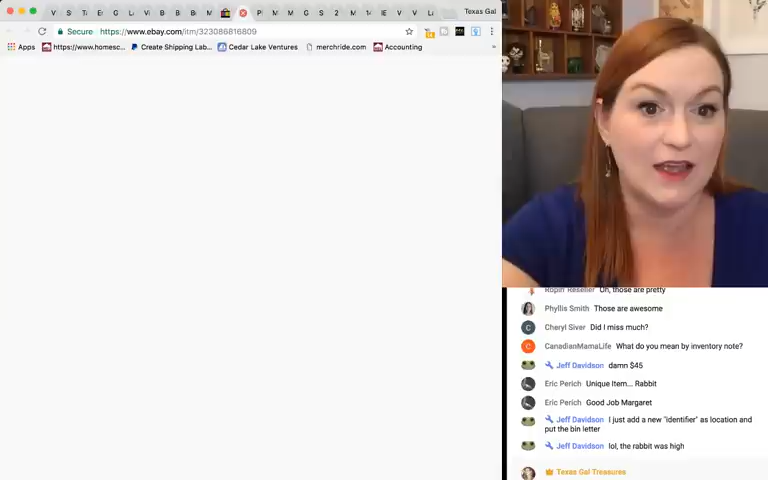 Texas Gal
Secure https://www.ebay.com/itm/323086816809
Apps https://www.homesc... Create Shipping Lab... Cedar Lake Ventures merchride.com Accounting »
Ropin' Reseller Oh, those are pretty
Phyllis Smith Those are awesome
Cheryl Siver Did I miss much?
CanadianMamaLife What do you mean by inventory note?
Jeff Davidson damn $45
Eric Perich Unique Item... Rabbit
Eric Perich Good Job Margaret
Jeff Davidson I just add a new "identifier" as location and
put the bin letter
Jeff Davidson lol, the rabbit was high
Texas Gal Treasures